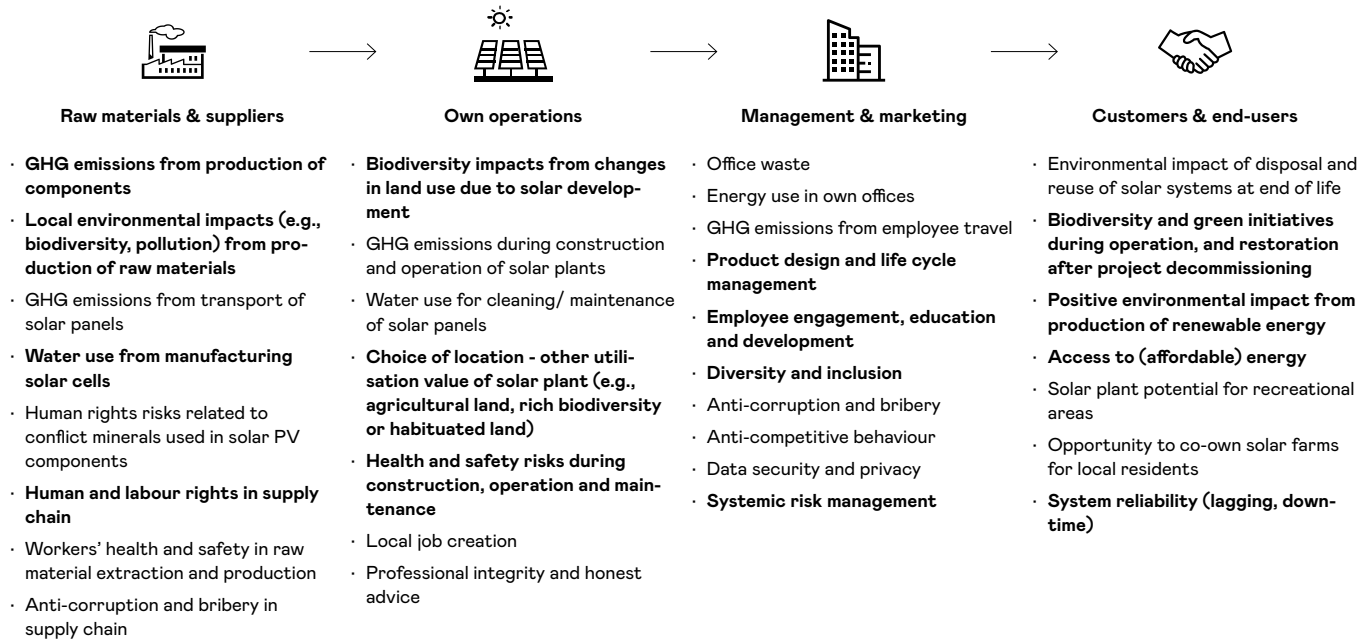 Raw materials & suppliers
· GHG emissions from production of
components
· Local environmental impacts (e.g.,
biodiversity, pollution) from pro-
duction of raw materials
· GHG emissions from transport of
solar panels
· Water use from manufacturing
solar cells
· Human rights risks related to
conflict minerals used in solar PV
components
· Human and labour rights in supply
chain
· Workers’ health and safety in raw
material extraction and production
· Anti-corruption and bribery in
supply chain
Own operations
· Biodiversity impacts from changes
in land use due to solar develop-
ment
· GHG emissions during construction
and operation of solar plants
· Water use for cleaning/ maintenance
of solar panels
· Choice of location - other utili-
sation value of solar plant (e.g.,
agricultural land, rich biodiversity
or habituated land)
· Health and safety risks during
construction, operation and main-
tenance
· Local job creation
· Professional integrity and honest
advice
Management & marketing
· Office waste
· Energy use in own offices
· GHG emissions from employee travel
· Product design and life cycle
management
· Employee engagement, education
and development
· Diversity and inclusion
· Anti-corruption and bribery
· Anti-competitive behaviour
· Data security and privacy
· Systemic risk management
Customers & end-users
· Environmental impact of disposal and
reuse of solar systems at end of life
· Biodiversity and green initiatives
during operation, and restoration
after project decommissioning
· Positive environmental impact from
production of renewable energy
· Access to (affordable) energy
· Solar plant potential for recreational
areas
· Opportunity to co-own solar farms
for local residents
· System reliability (lagging, down-
time)